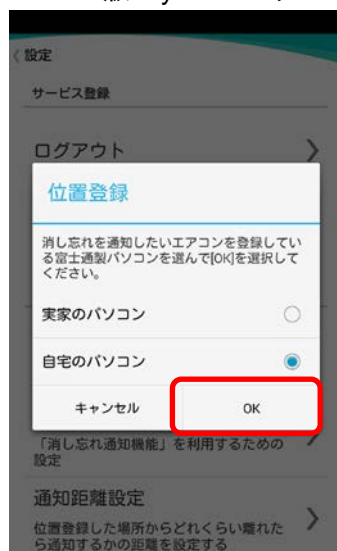 設定
サービス登録
ログアウト
位置登録
消し忘れを通知したいエアコンを登録してい
る富士通製パソコンを選んで[OK]を選択して
ください。
実家のパソコン
自宅のパソコン
キャンセル
OK
「消し忘れ通知機能」を利用するための
設定
通知距離設定
位置登録した場所からどれくらい離れた
ら通知するかの距離を設定する